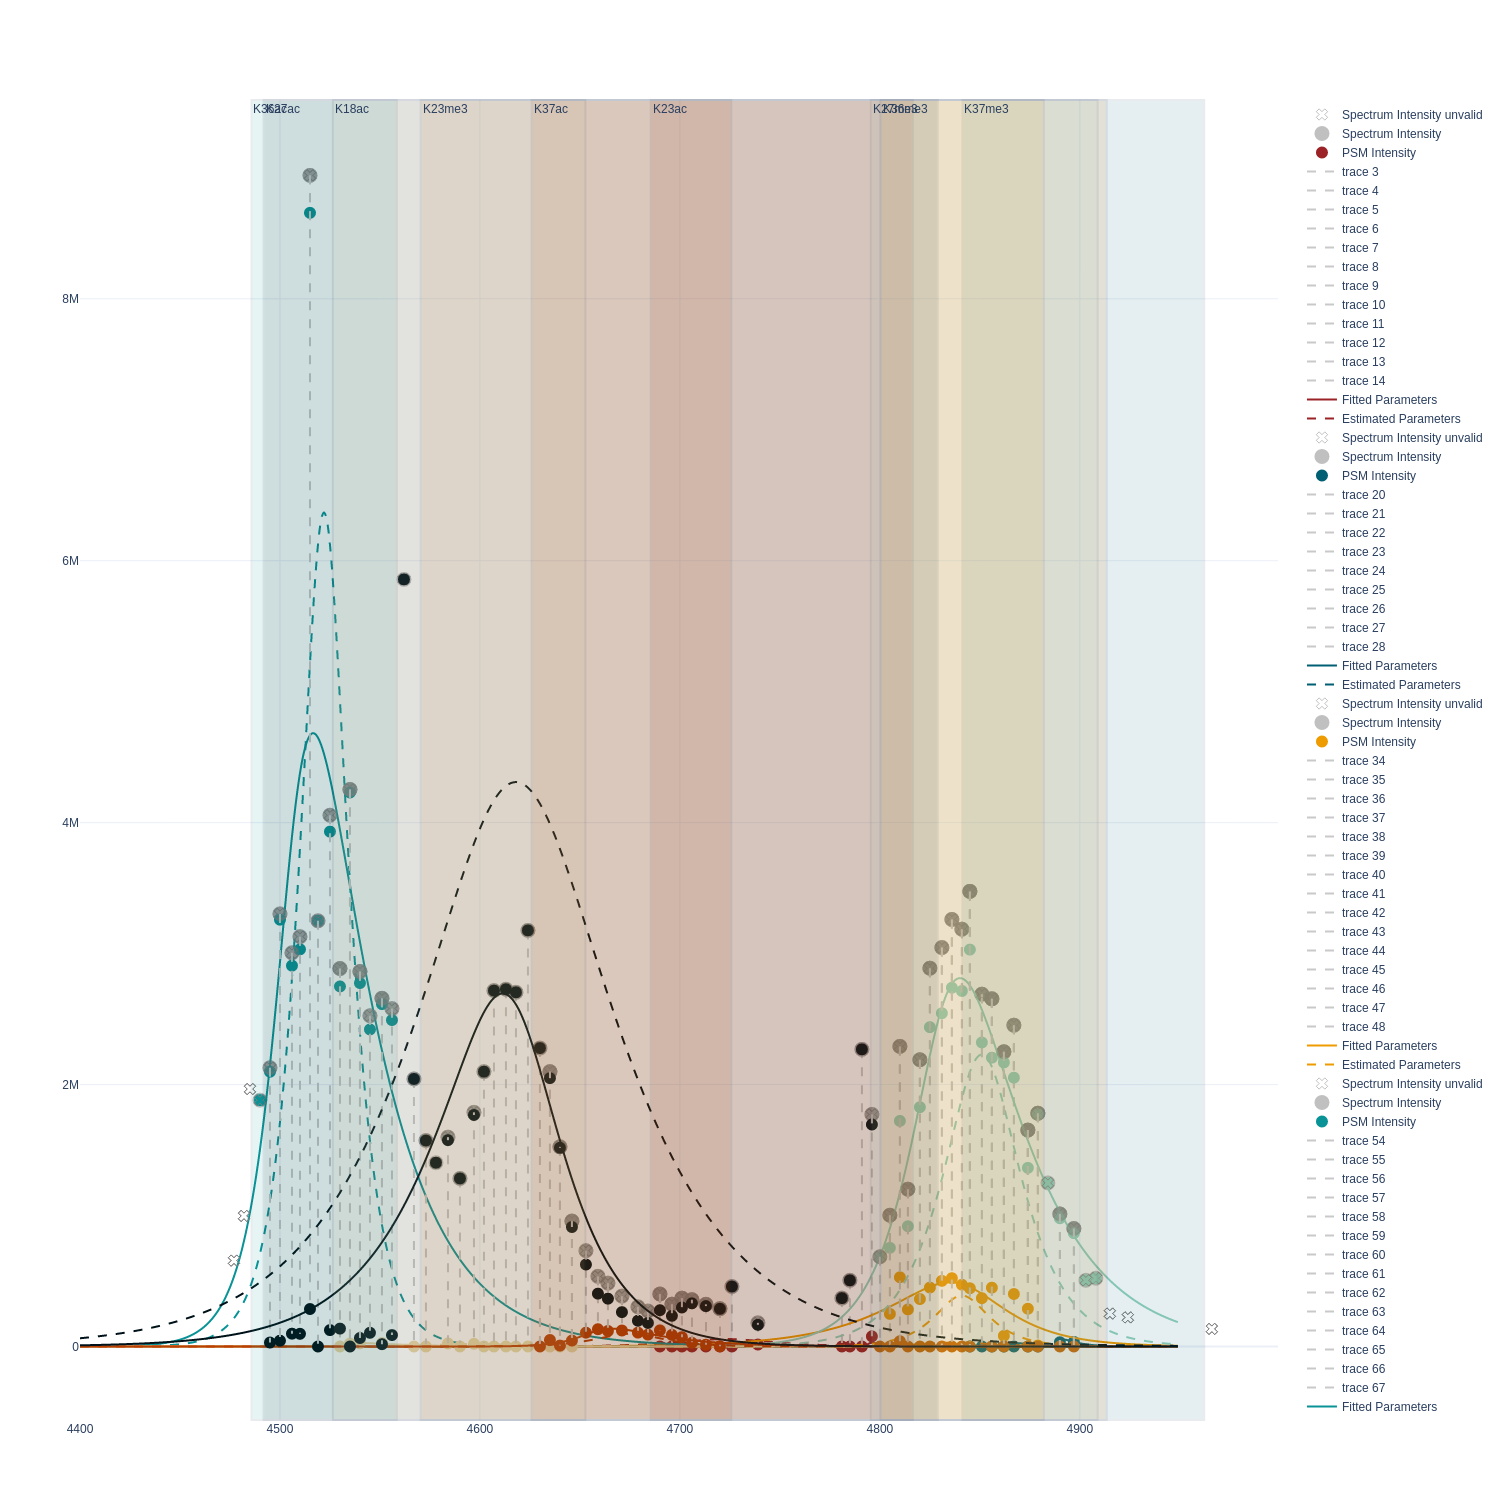 K36ac K27ac K18ac K23me3 K37ac K23ac K27me3 K36me3 K37me3
8M
6M
4M
2M
0
4400 4500 4600 4700 4800 4900
Spectrum Intensity unvalid
Spectrum Intensity
PSM Intensity
trace 3
trace 4
trace 5
trace 6
trace 7
trace 8
trace 9
trace 10
trace 11
trace 12
trace 13
trace 14
Fitted Parameters
Estimated Parameters
Spectrum Intensity unvalid
Spectrum Intensity
PSM Intensity
trace 20
trace 21
trace 22
trace 23
trace 24
trace 25
trace 26
trace 27
trace 28
Fitted Parameters
Estimated Parameters
Spectrum Intensity unvalid
Spectrum Intensity
PSM Intensity
trace 34
trace 35
trace 36
trace 37
trace 38
trace 39
trace 40
trace 41
trace 42
trace 43
trace 44
trace 45
trace 46
trace 47
trace 48
Fitted Parameters
Estimated Parameters
Spectrum Intensity unvalid
Spectrum Intensity
PSM Intensity
trace 54
trace 55
trace 56
trace 57
trace 58
trace 59
trace 60
trace 61
trace 62
trace 63
trace 64
trace 65
trace 66
trace 67
Fitted Parameters